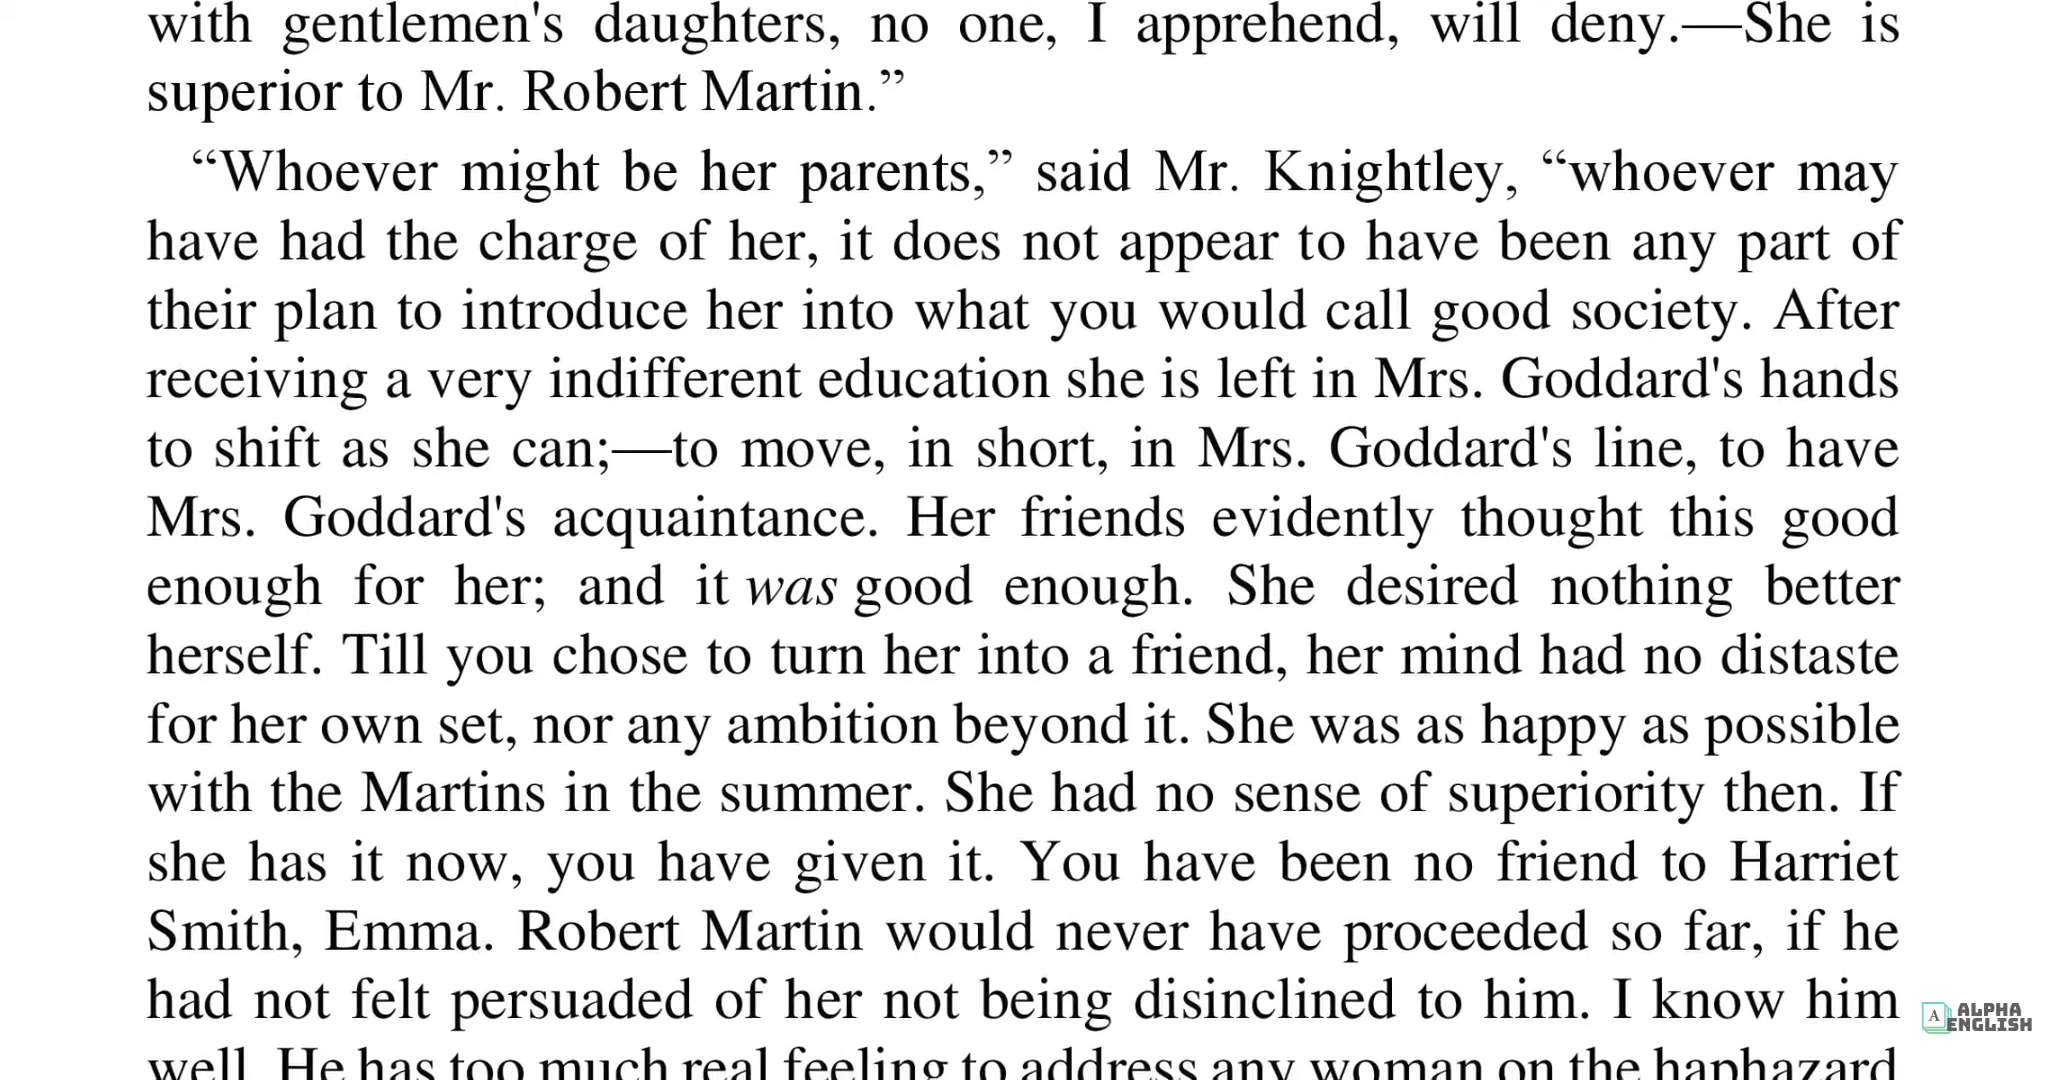 with gentlemen's daughters, no one, I apprehend, will deny.—She is
superior to Mr. Robert Martin.”
“Whoever might be her parents,” said Mr. Knightley, “whoever may
have had the charge of her, it does not appear to have been any part of
their plan to introduce her into what you would call good society. After
receiving a very indifferent education she is left in Mrs. Goddard's hands
to shift as she can;—to move, in short, in Mrs. Goddard's line, to have
Mrs. Goddard's acquaintance. Her friends evidently thought this good
enough for her; and it was good enough. She desired nothing better
herself. Till you chose to turn her into a friend, her mind had no distaste
for her own set, nor any ambition beyond it. She was as happy as possible
with the Martins in the summer. She had no sense of superiority then. If
she has it now, you have given it. You have been no friend to Harriet
Smith, Emma. Robert Martin would never have proceeded so far, if he
had not felt persuaded of her not being disinclined to him. I know him
well. He has too much real feeling to address any woman on the haphazard
A ALPHA
ENGLISH